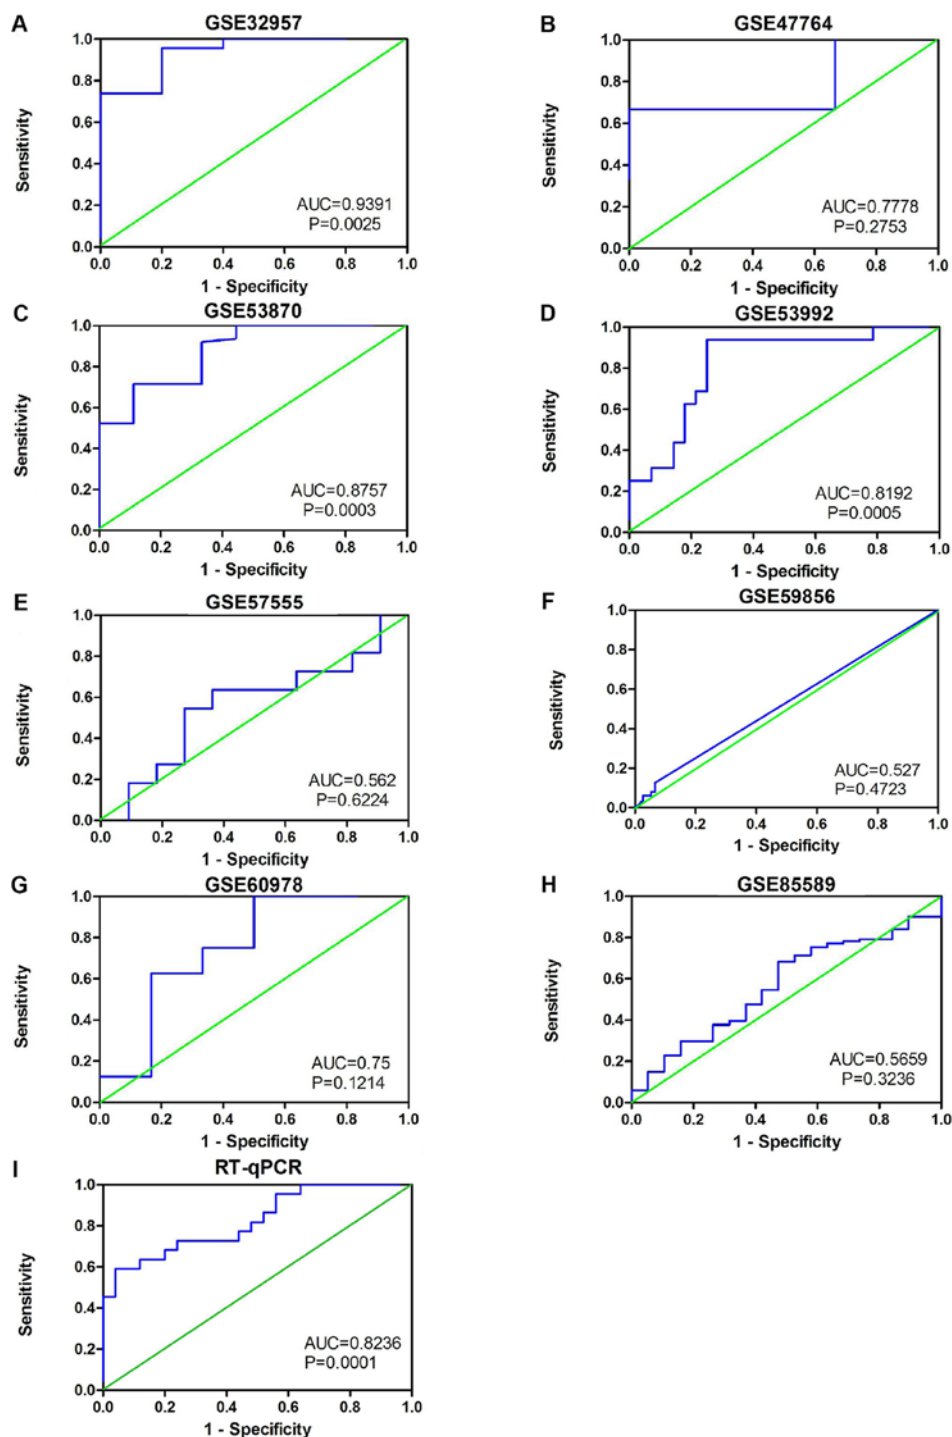 A
GSE32957
Sensitivity
1.0
0.8
0.6
0.4
0.2
0.0
AUC=0.9391
P=0.0025
0.0 0.2 0.4 0.6 0.8 1.0
1 - Specificity
B
GSE47764
Sensitivity
1.0
0.8
0.6
0.4
0.2
0.0
AUC=0.7778
P=0.2753
0.0 0.2 0.4 0.6 0.8 1.0
1 - Specificity
C
GSE53870
Sensitivity
1.0
0.8
0.6
0.4
0.2
0.0
AUC=0.8757
P=0.0003
0.0 0.2 0.4 0.6 0.8 1.0
1 - Specificity
D
GSE53992
Sensitivity
1.0
0.8
0.6
0.4
0.2
0.0
AUC=0.8192
P=0.0005
0.0 0.2 0.4 0.6 0.8 1.0
1 - Specificity
E
GSE57555
Sensitivity
1.0
0.8
0.6
0.4
0.2
0.0
AUC=0.562
P=0.6224
0.0 0.2 0.4 0.6 0.8 1.0
1 - Specificity
F
GSE59856
Sensitivity
1.0
0.8
0.6
0.4
0.2
0.0
AUC=0.527
P=0.4723
0.0 0.2 0.4 0.6 0.8 1.0
1 - Specificity
G
GSE60978
Sensitivity
1.0
0.8
0.6
0.4
0.2
0.0
AUC=0.75
P=0.1214
0.0 0.2 0.4 0.6 0.8 1.0
1 - Specificity
H
GSE85589
Sensitivity
1.0
0.8
0.6
0.4
0.2
0.0
AUC=0.5659
P=0.3236
0.0 0.2 0.4 0.6 0.8 1.0
1 - Specificity
I
RT-qPCR
Sensitivity
1.0
0.8
0.6
0.4
0.2
0.0
AUC=0.8236
P=0.0001
0.0 0.2 0.4 0.6 0.8 1.0
1 - Specificity